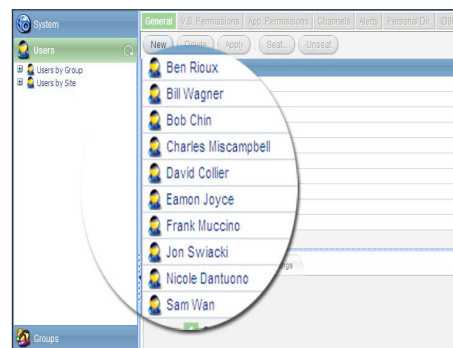 System
General V.S. Permissions App. Permissions Channels Alerts Personal Dir.
Users
New Delete Apply Seat... Unseat
Users by Group
Users by Site
Ben Rioux
Bill Wagner
Bob Chin
Charles Miscampbell
David Collier
Eamon Joyce
Frank Muccino
Jon Swiacki
Nicole Dantuono
Sam Wan
Groups